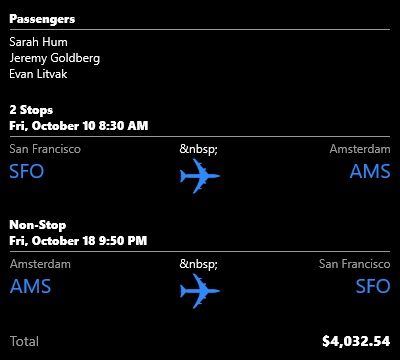 Passengers
Sarah Hum
Jeremy Goldberg
Evan Litvak
2 Stops
Fri, October 10 8:30 AM
San Francisco &nbsp; Amsterdam
SFO AMS
Non-Stop
Fri, October 18 9:50 PM
Amsterdam &nbsp; San Francisco
AMS SFO
Total $4,032.54